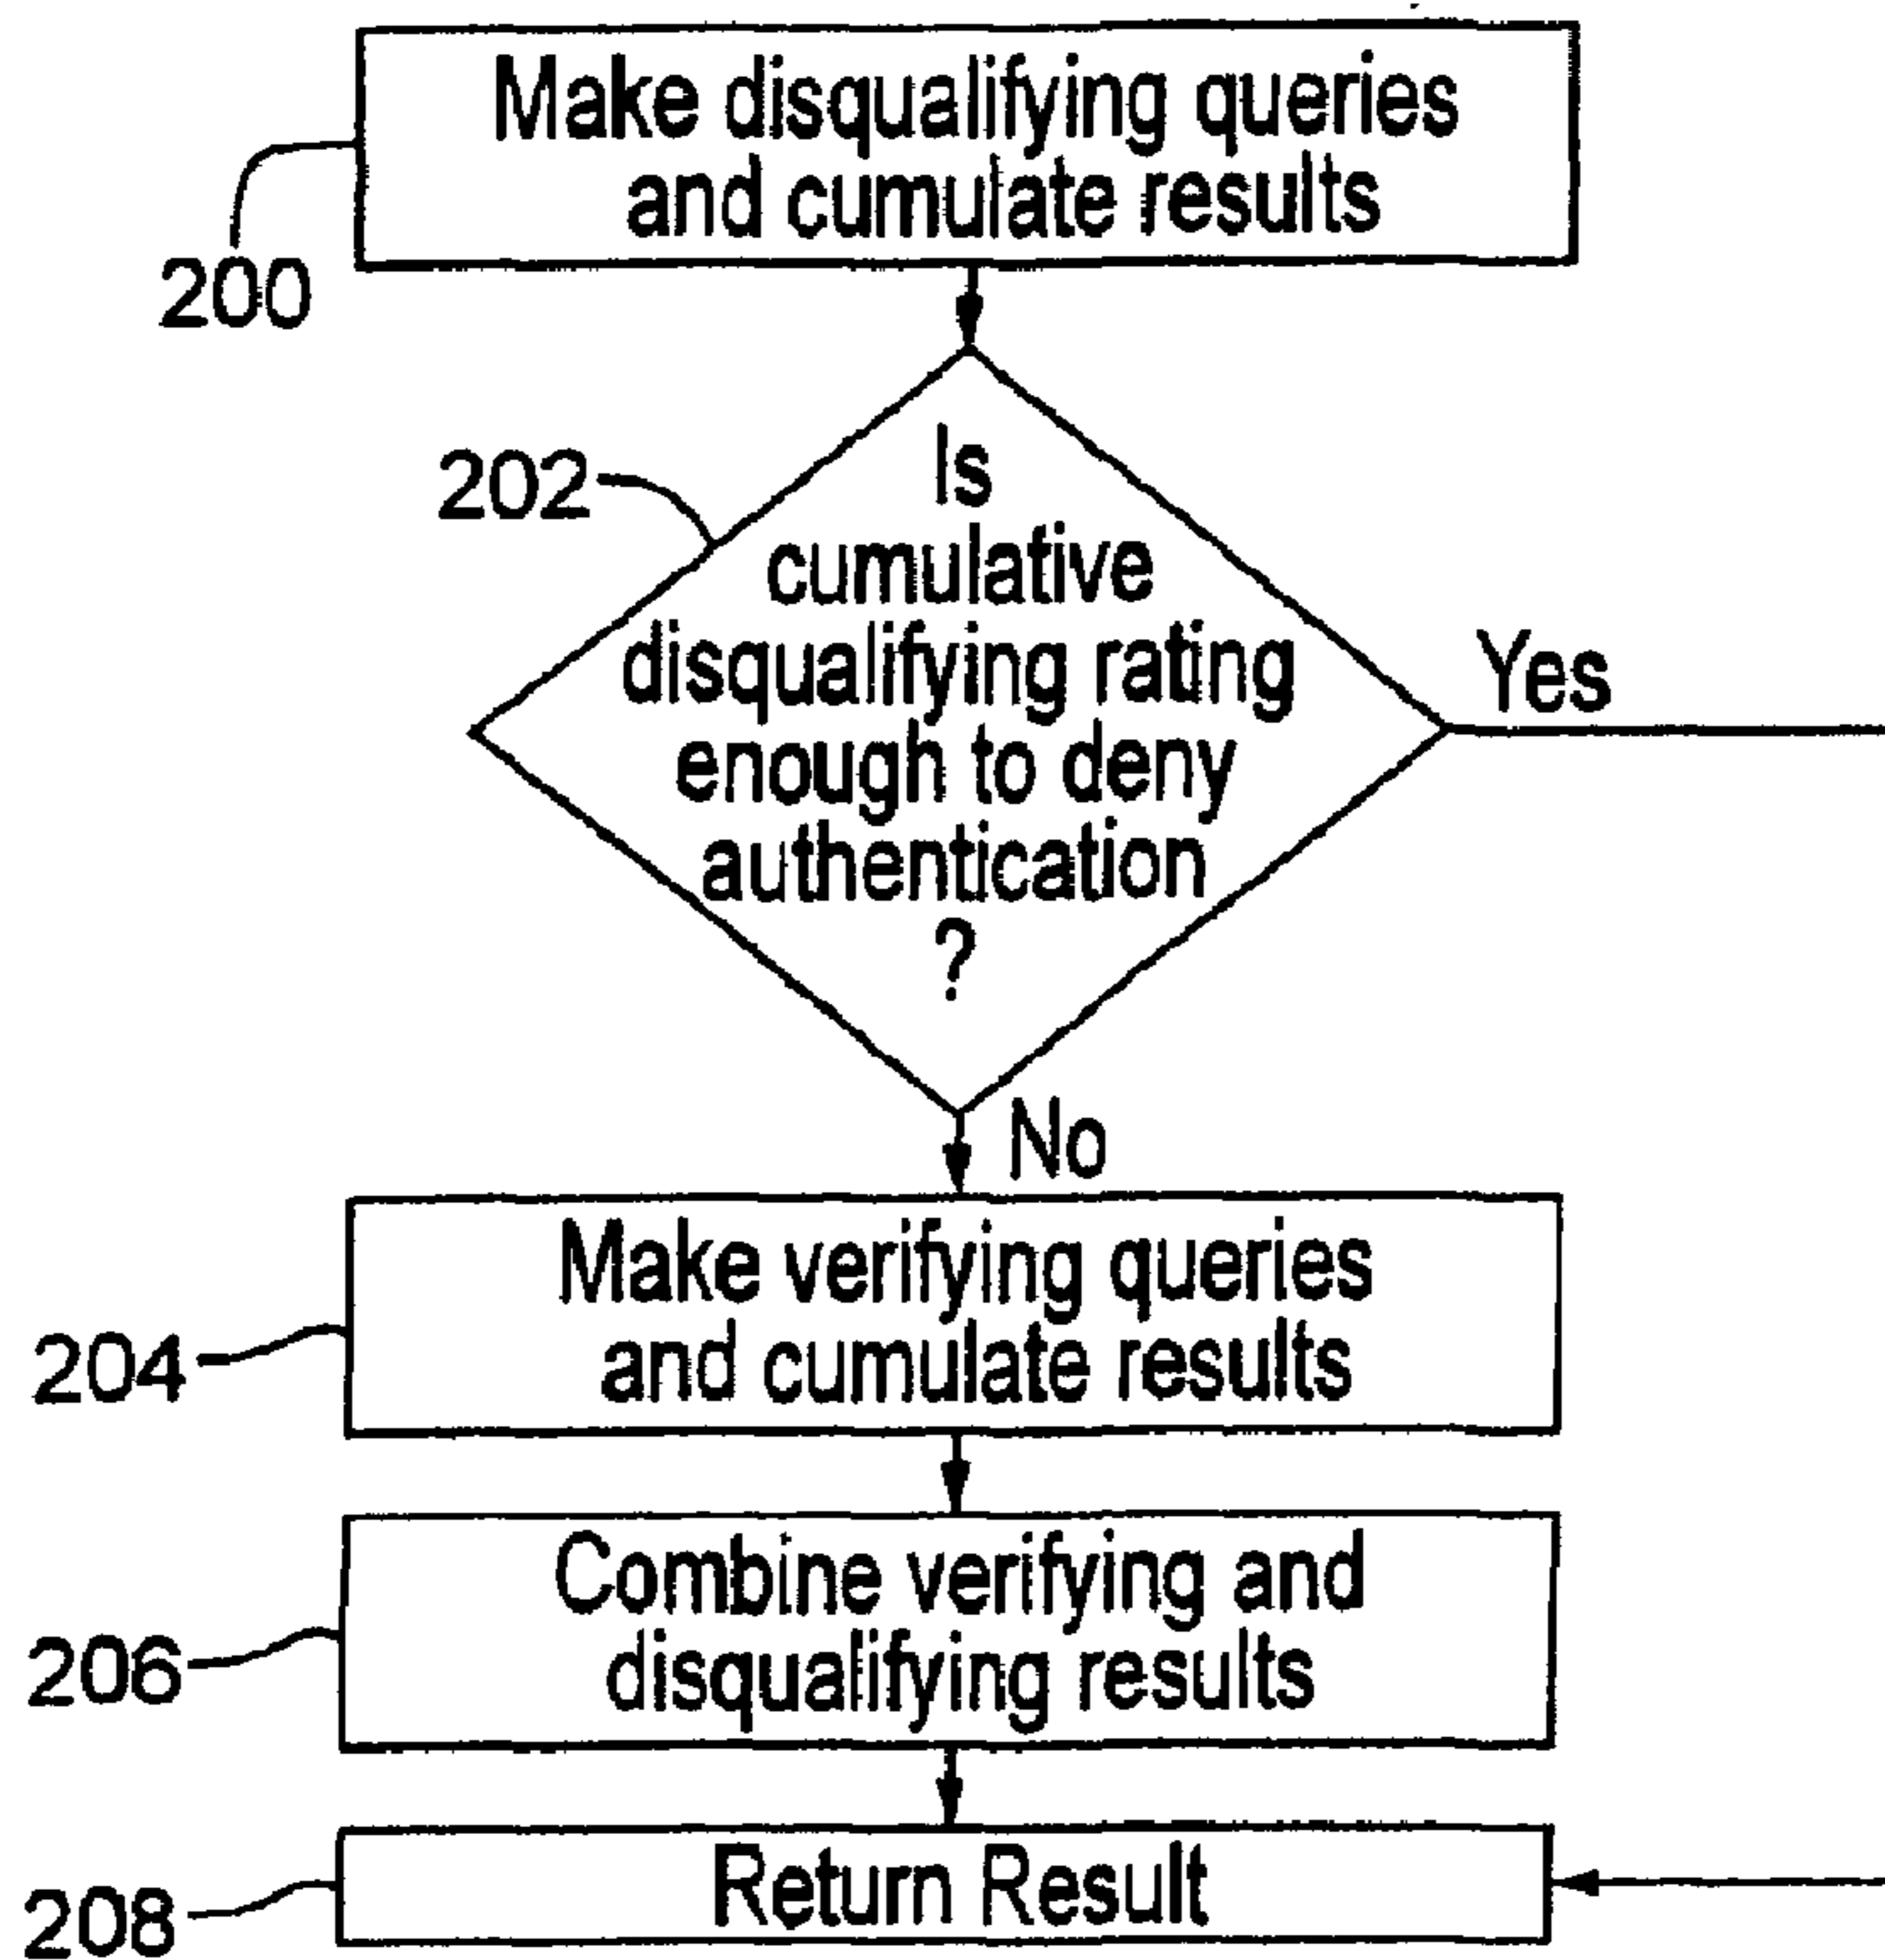 Make disqualifying queries
and cumulate results
200
202
Is
cumulative
disqualifying rating
enough to deny
authentication
?
Yes
No
Make verifying queries
and cumulate results
204
Combine verifying and
disqualifying results
206
Return Result
208